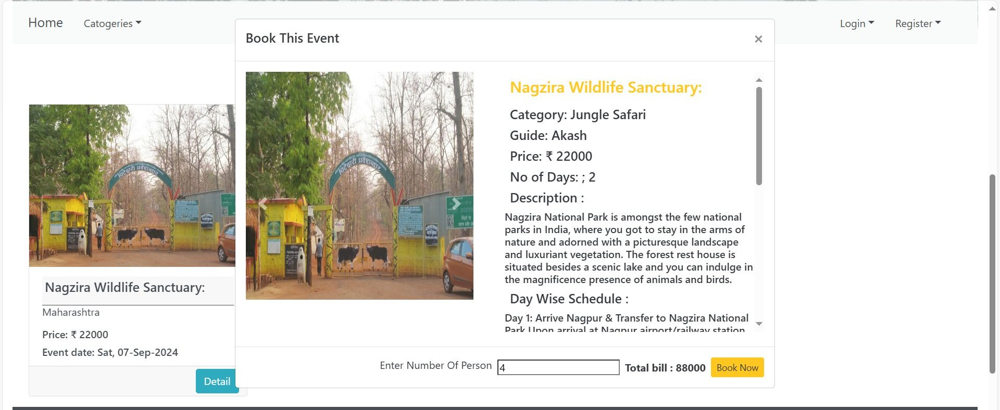 Home
Catogeries
Login
Register
Book This Event
×
पिटेझरी प्रवेशद्वार
Nagzira Wildlife Sanctuary:
Category: Jungle Safari
Guide: Akash
Price: ₹ 22000
No of Days: ; 2
Description :
Nagzira National Park is amongst the few national
parks in India, where you got to stay in the arms of
nature and adorned with a picturesque landscape
and luxuriant vegetation. The forest rest house is
situated besides a scenic lake and you can indulge in
the magnificence presence of animals and birds.
Day Wise Schedule :
Day 1: Arrive Nagpur & Transfer to Nagzira National
Park Upon arrival at Nagpur airport/railway station
पिटेझरी प्रवेशद्वार
Nagzira Wildlife Sanctuary:
Maharashtra
Price: ₹ 22000
Event date: Sat, 07-Sep-2024
Detail
Enter Number Of Person
4
Total bill : 88000
Book Now